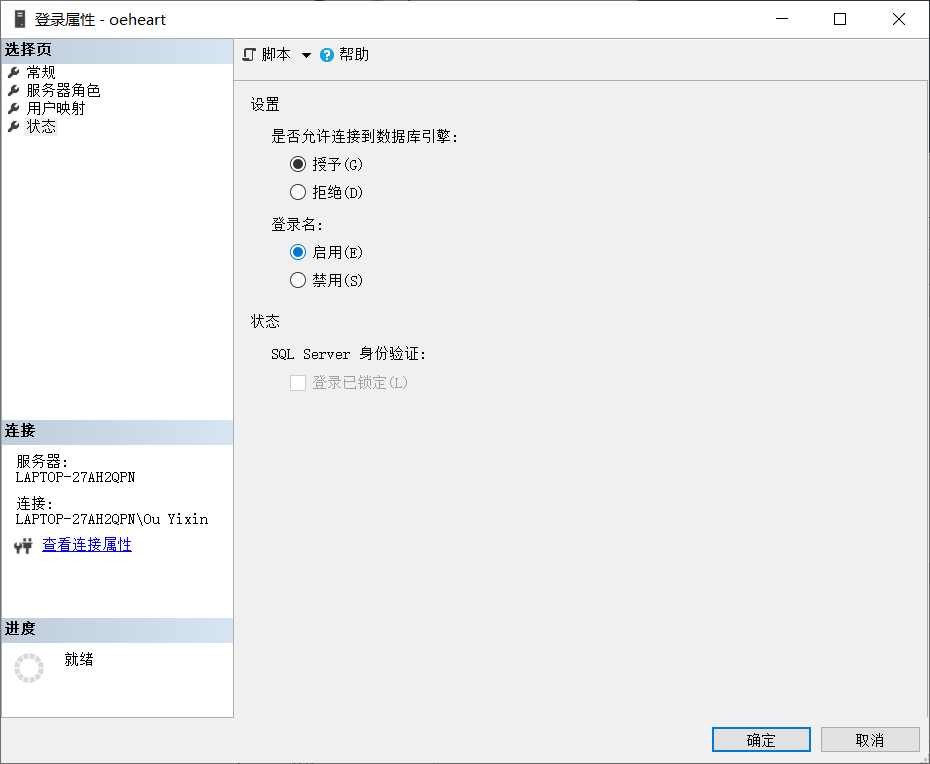 登录属性 - oeheart
选择页
常规
服务器角色
用户映射
状态
脚本
帮助
设置
是否允许连接到数据库引擎:
授予(G)
拒绝(D)
登录名:
启用(E)
禁用(S)
状态
SQL Server 身份验证:
登录已锁定(L)
连接
服务器:
LAPTOP-27AH2QPN
连接:
LAPTOP-27AH2QPN\Ou Yixin
查看连接属性
进度
就绪
确定
取消